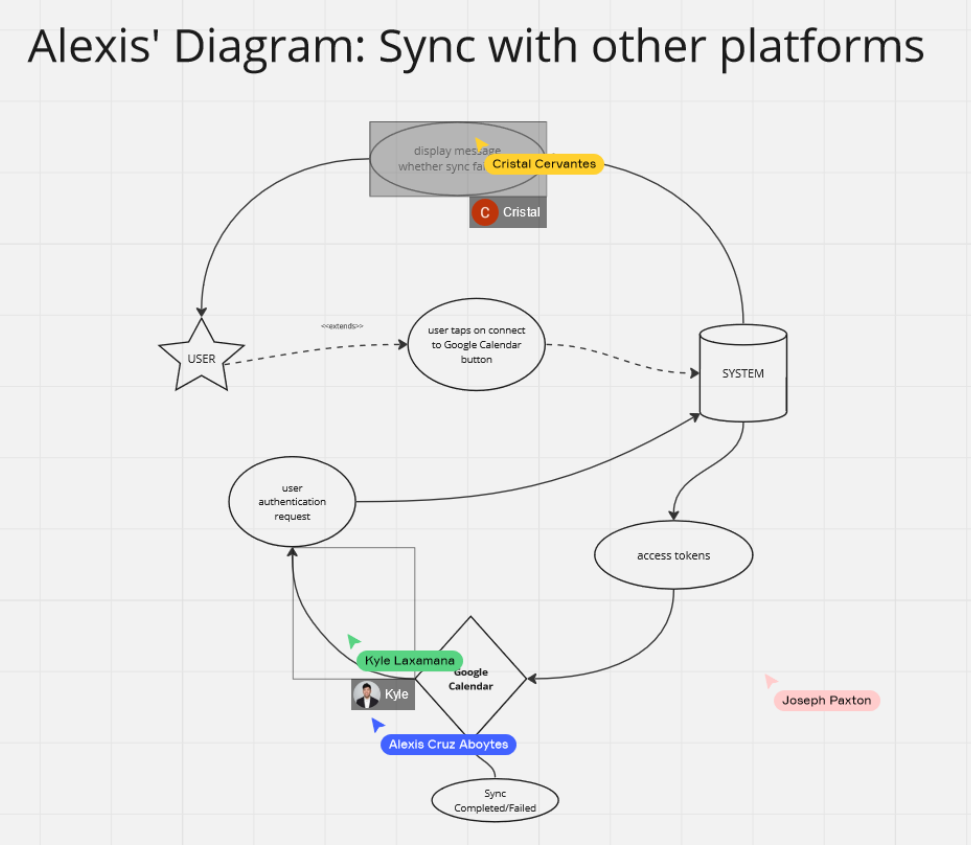 Alexis' Diagram: Sync with other platforms
display message
whether sync
Cristal Cervantes
C Cristal
<<extends>>
user taps on connect
to Google Calendar
button
USER
SYSTEM
user
authentication
request
access tokens
Kyle Laxamana
Google
Calendar
Kyle
Joseph Paxton
Alexis Cruz Aboytes
Sync
Completed/Failed